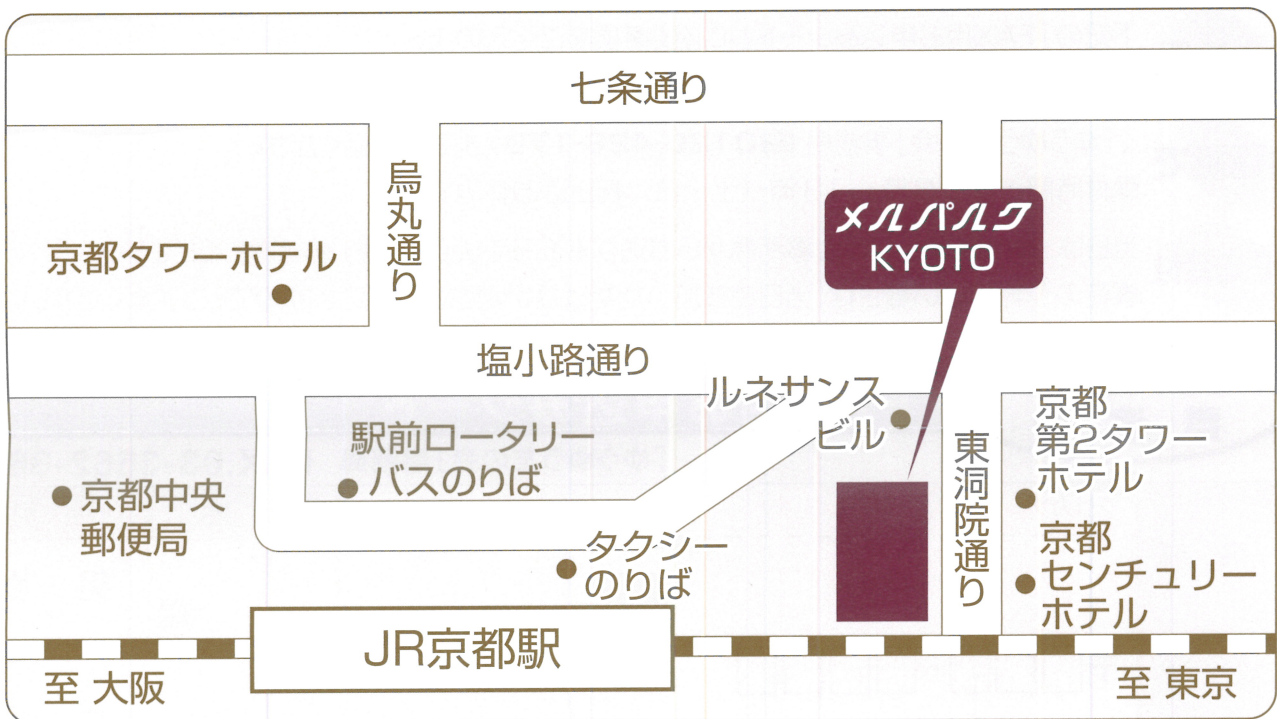 七条通り
烏丸通り
メルパルク
KYOTO
京都タワーホテル
塩小路通り
ルネサンス
ビル
京都
第2タワー
ホテル
駅前ロータリー
バスのりば
東洞院通り
京都中央
郵便局
タクシー
のりば
京都
センチュリー
ホテル
JR京都駅
至 大阪
至 東京